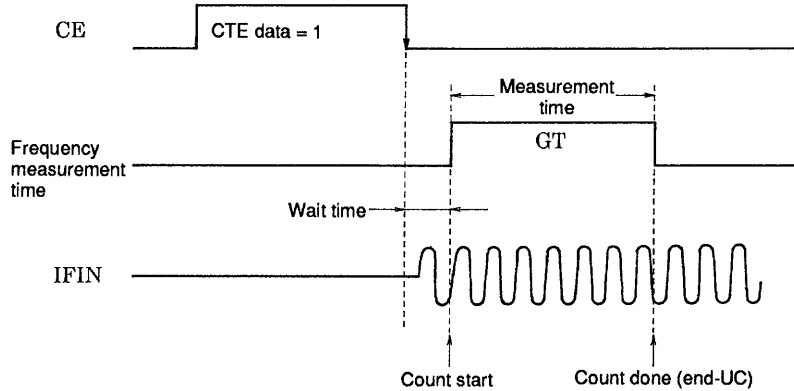 CE
CTE data = 1
Measurement
time
GT
Frequency
measurement
time
Wait time
IFIN
Count start
Count done (end-UC)